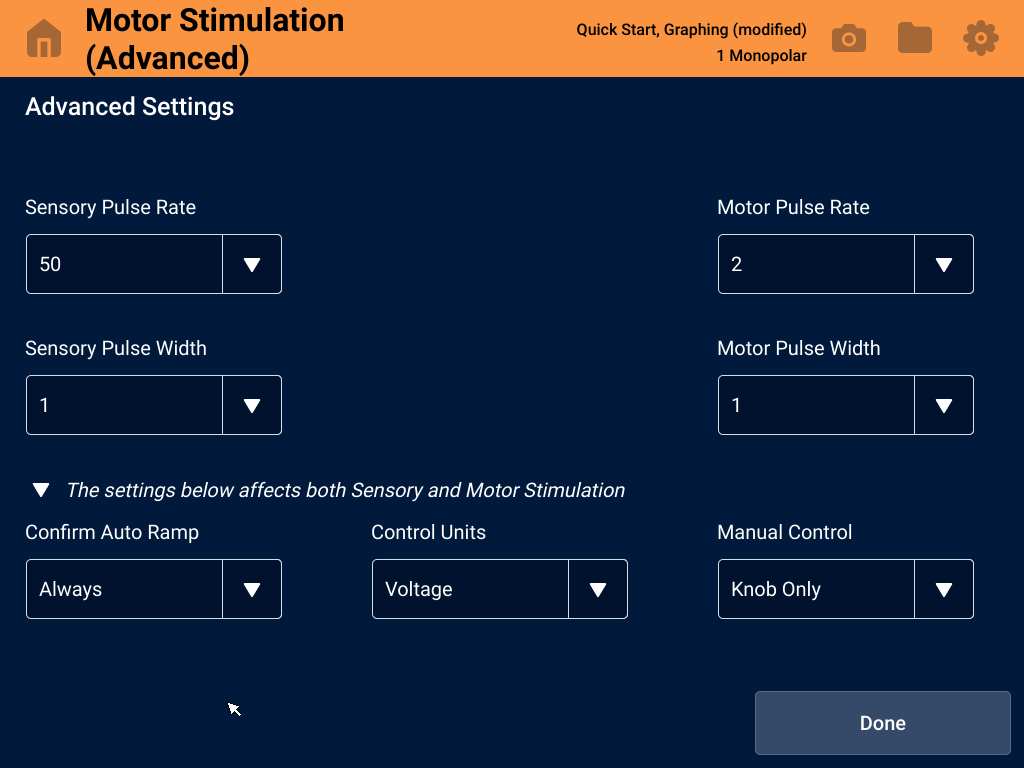 Motor Stimulation
(Advanced)
Quick Start, Graphing (modified)
1 Monopolar
Advanced Settings
Sensory Pulse Rate
Motor Pulse Rate
50
2
Sensory Pulse Width
Motor Pulse Width
1
1
The settings below affects both Sensory and Motor Stimulation
Confirm Auto Ramp
Control Units
Manual Control
Always
Voltage
Knob Only
Done